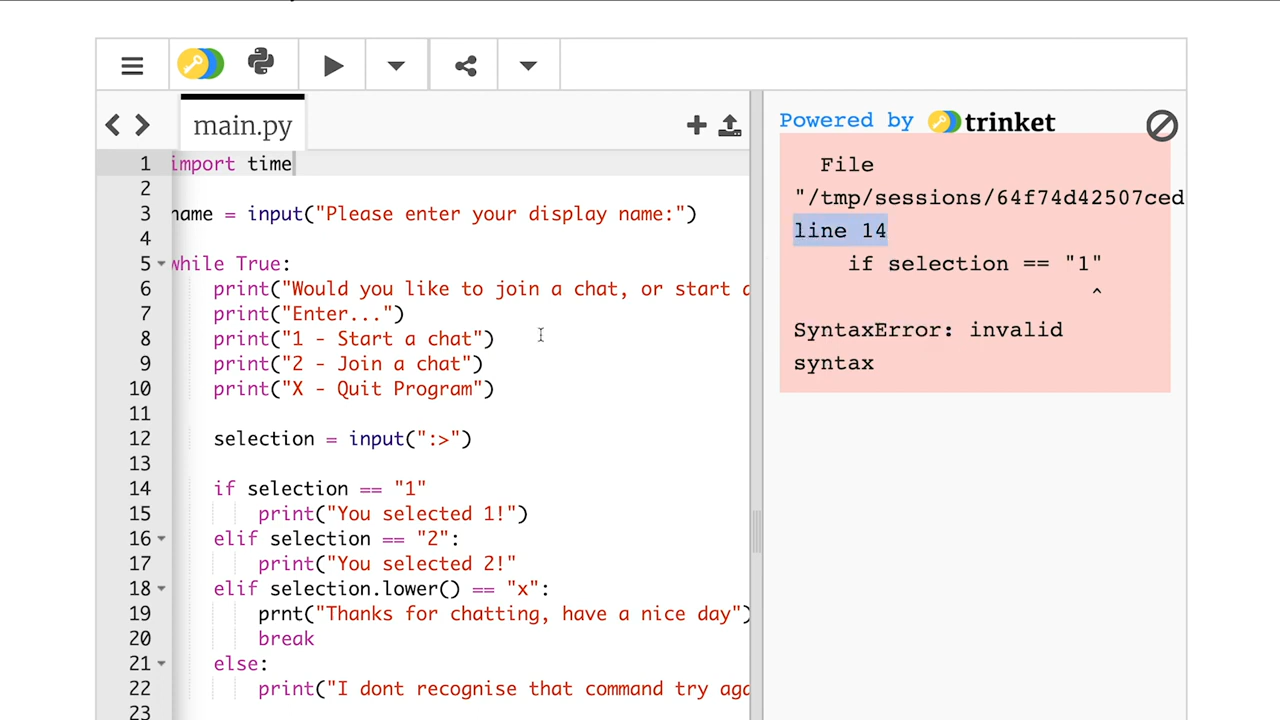 main.py
1 import time
2
3 name = input("Please enter your display name:")
4
5 while True:
6 print("Would you like to join a chat, or start a
7 print("Enter...")
8 print("1 - Start a chat")
9 print("2 - Join a chat")
10 print("X - Quit Program")
11
12 selection = input(":>")
13
14 if selection == "1"
15 print("You selected 1!")
16 elif selection == "2":
17 print("You selected 2!"
18 elif selection.lower() == "x":
19 prnt("Thanks for chatting, have a nice day")
20 break
21 else:
22 print("I dont recognise that command try aga
23
Powered by trinket
File
"/tmp/sessions/64f74d42507ced
line 14
if selection == "1"
^
SyntaxError: invalid
syntax